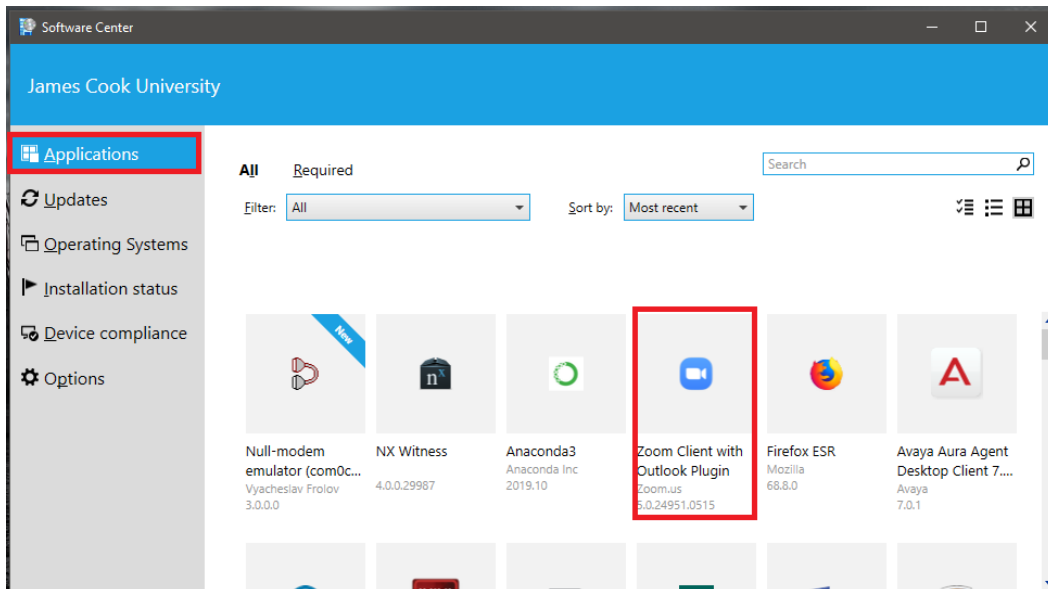 Software Center
James Cook University
Applications
Updates
Operating Systems
Installation status
Device compliance
Options
All Required
Search
Filter: All Sort by: Most recent
New
n^x
Null-modem
emulator (com0c...
Vyacheslav Frolov
3.0.0.0
NX Witness
4.0.0.29987
Anaconda3
Anaconda Inc
2019.10
Zoom Client with
Outlook Plugin
Zoom.us
5.0.24951.0515
Firefox ESR
Mozilla
68.8.0
Avaya Aura Agent
Desktop Client 7....
Avaya
7.0.1